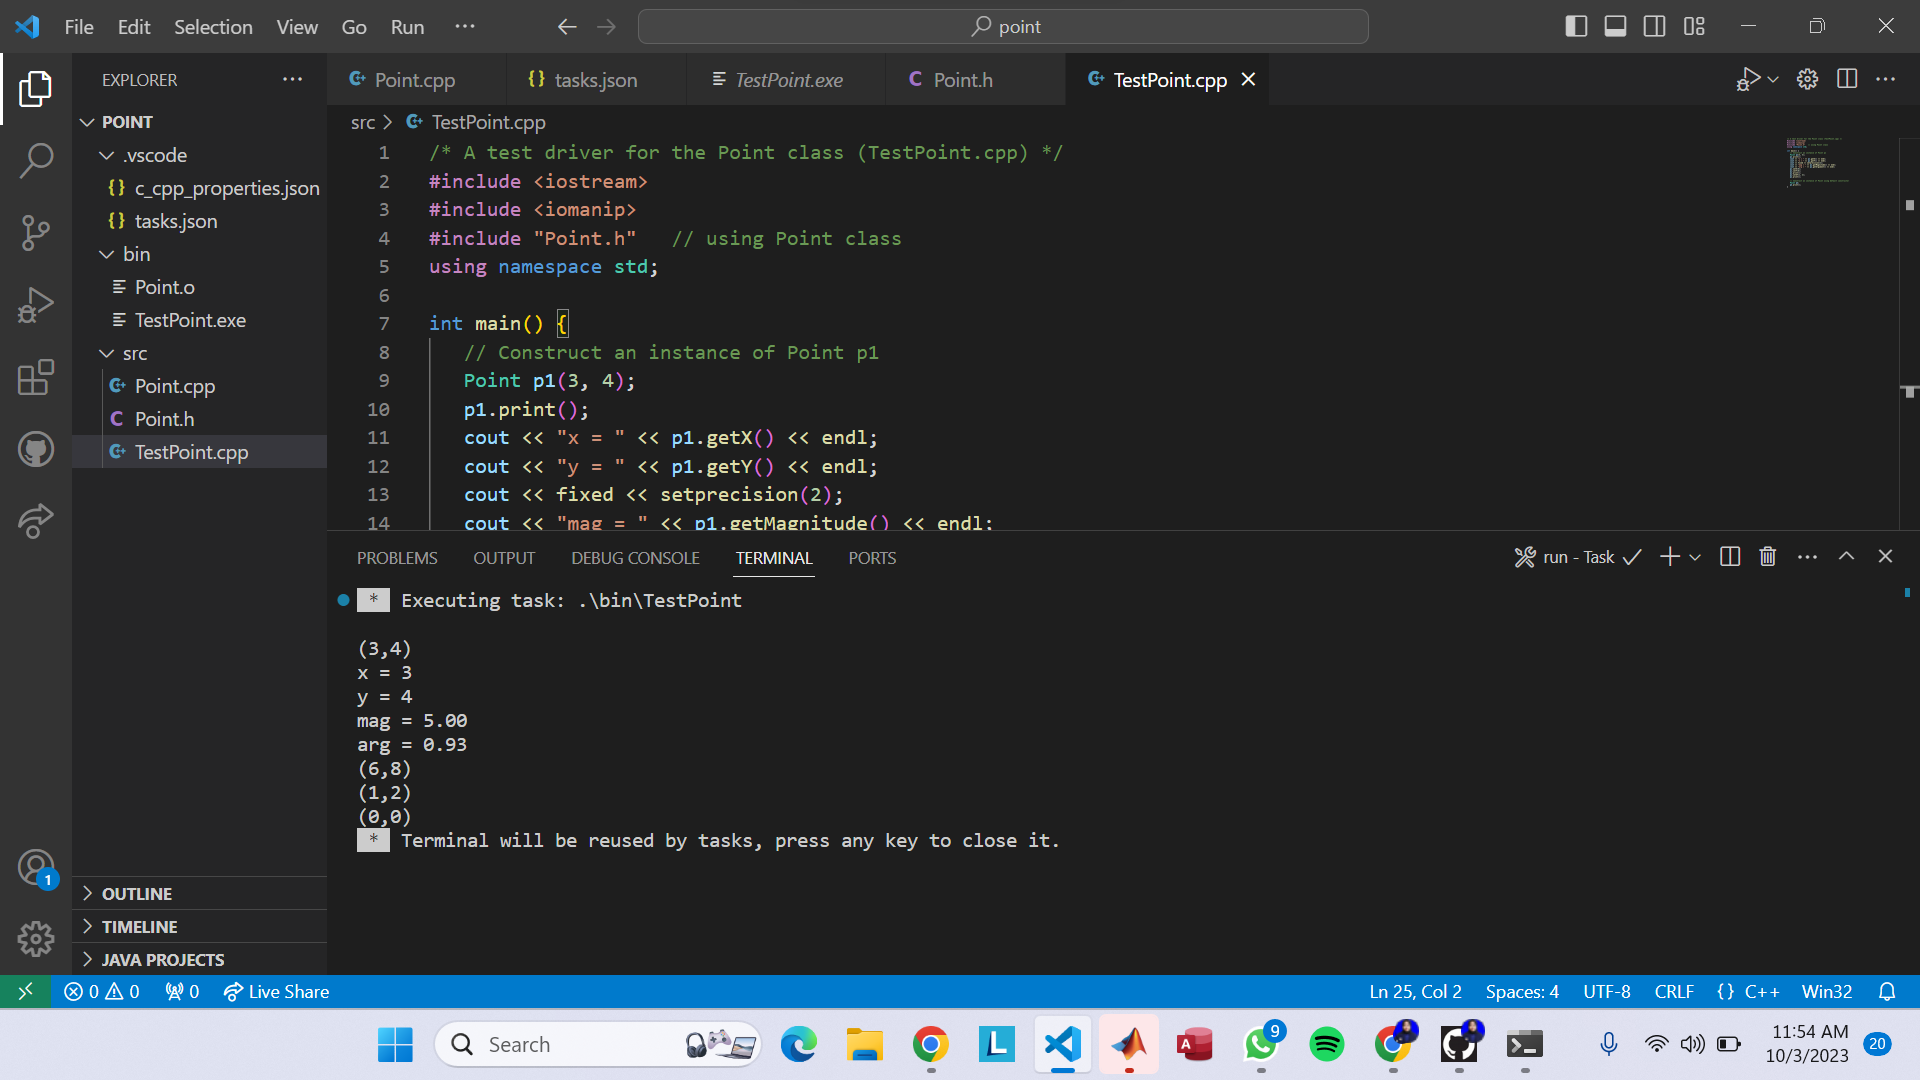 File Edit Selection View Go Run ··· point
EXPLORER ···
Point.cpp tasks.json TestPoint.exe Point.h TestPoint.cpp
POINT
.vscode
{} c_cpp_properties.json
{} tasks.json
bin
Point.o
TestPoint.exe
src
Point.cpp
C Point.h
TestPoint.cpp
OUTLINE
TIMELINE
JAVA PROJECTS
src > TestPoint.cpp
1 /* A test driver for the Point class (TestPoint.cpp) */
2 #include <iostream>
3 #include <iomanip>
4 #include "Point.h" // using Point class
5 using namespace std;
6
7 int main() {
8 // Construct an instance of Point p1
9 Point p1(3, 4);
10 p1.print();
11 cout << "x = " << p1.getX() << endl;
12 cout << "y = " << p1.getY() << endl;
13 cout << fixed << setprecision(2);
14 cout << "mag = " << p1.getMagnitude() << endl;
PROBLEMS OUTPUT DEBUG CONSOLE TERMINAL PORTS run - Task
* Executing task: .\bin\TestPoint
(3,4)
x = 3
y = 4
mag = 5.00
arg = 0.93
(6,8)
(1,2)
(0,0)
* Terminal will be reused by tasks, press any key to close it.
1
0 0 0 Live Share Ln 25, Col 2 Spaces: 4 UTF-8 CRLF {} C++ Win32
Search L A 9 11:54 AM
10/3/2023 20